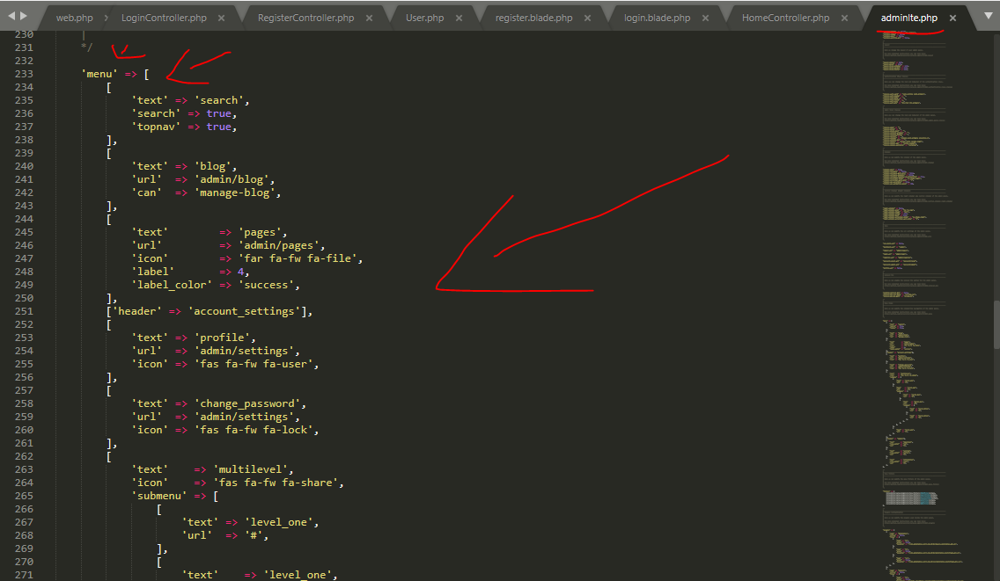 web.php LoginController.php RegisterController.php User.php register.blade.php login.blade.php HomeController.php adminlte.php
230 |
231 */
232
233 'menu' => [
234 [
235 'text' => 'search',
236 'search' => true,
237 'topnav' => true,
238 ],
239 [
240 'text' => 'blog',
241 'url' => 'admin/blog',
242 'can' => 'manage-blog',
243 ],
244 [
245 'text' => 'pages',
246 'url' => 'admin/pages',
247 'icon' => 'far fa-fw fa-file',
248 'label' => 4,
249 'label_color' => 'success',
250 ],
251 ['header' => 'account_settings'],
252 [
253 'text' => 'profile',
254 'url' => 'admin/settings',
255 'icon' => 'fas fa-fw fa-user',
256 ],
257 [
258 'text' => 'change_password',
259 'url' => 'admin/settings',
260 'icon' => 'fas fa-fw fa-lock',
261 ],
262 [
263 'text' => 'multilevel',
264 'icon' => 'fas fa-fw fa-share',
265 'submenu' => [
266 [
267 'text' => 'level_one',
268 'url' => '#',
269 ],
270 [
271 'text' => 'level_one',